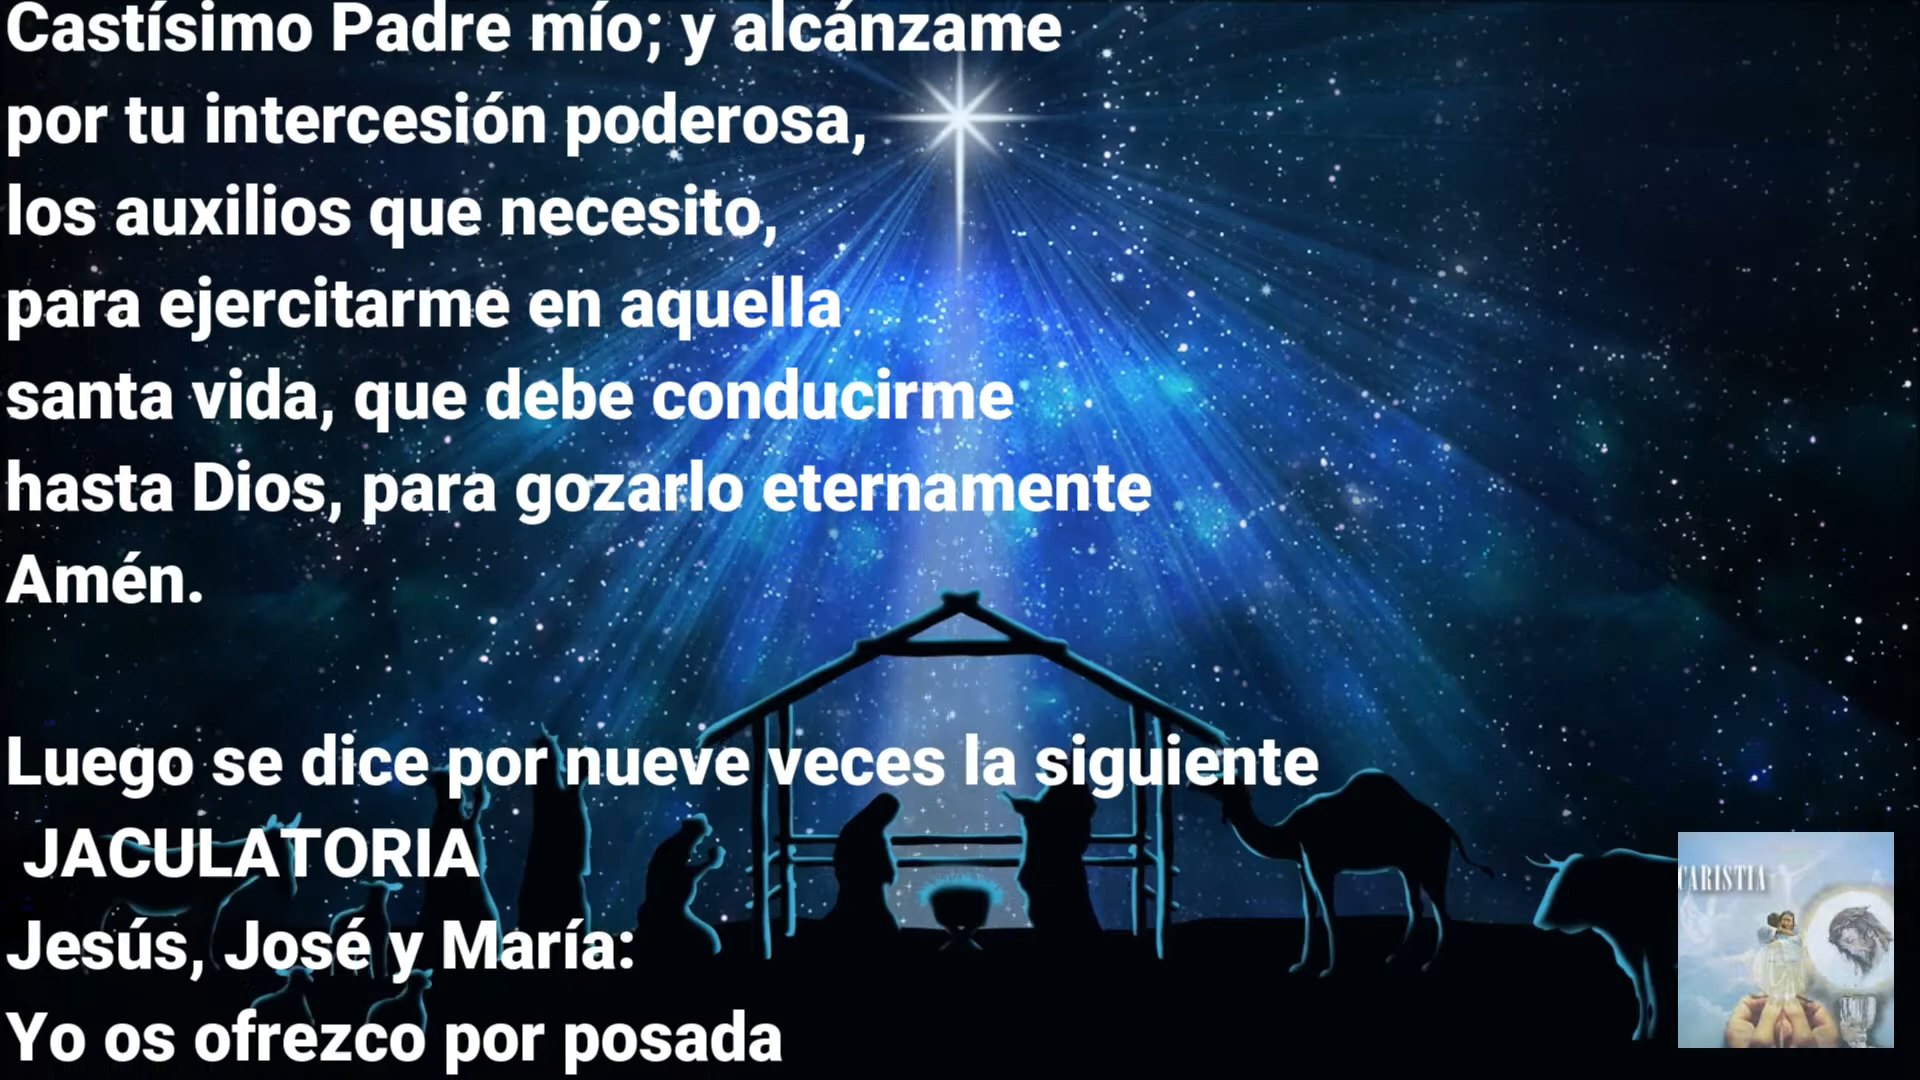 Castísimo Padre mío; y alcánzame
por tu intercesión poderosa,
los auxilios que necesito,
para ejercitarme en aquella
santa vida, que debe conducirme
hasta Dios, para gozarlo eternamente
Amén.
Luego se dice por nueve veces la siguiente
JACULATORIA
Jesús, José y María:
Yo os ofrezco por posada
CARISTIA